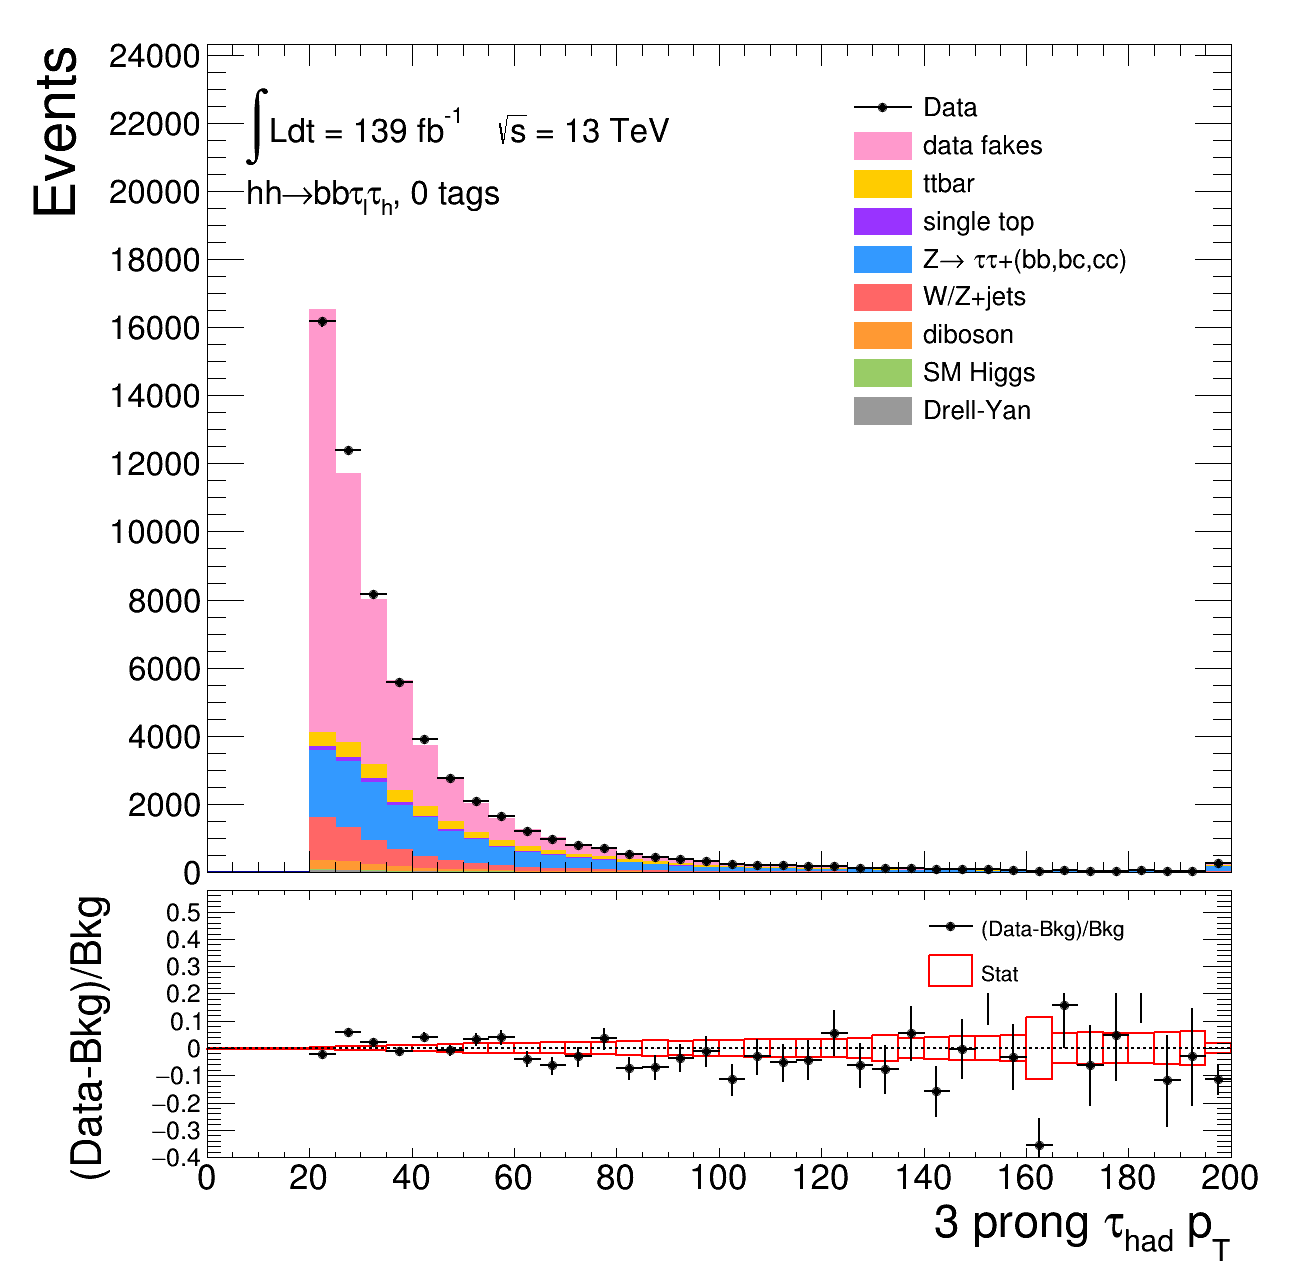 Events
24000
22000
20000
18000
16000
14000
12000
10000
8000
6000
4000
2000
0
∫Ldt = 139 fb⁻¹ √s = 13 TeV
hh→bbτ_lτ_h, 0 tags
Data
data fakes
ttbar
single top
Z→ ττ+(bb,bc,cc)
W/Z+jets
diboson
SM Higgs
Drell-Yan
(Data-Bkg)/Bkg
0.5
0.4
0.3
0.2
0.1
0
−0.1
−0.2
−0.3
−0.4
(Data-Bkg)/Bkg
Stat
0 20 40 60 80 100 120 140 160 180 200
3 prong τ_had p_T